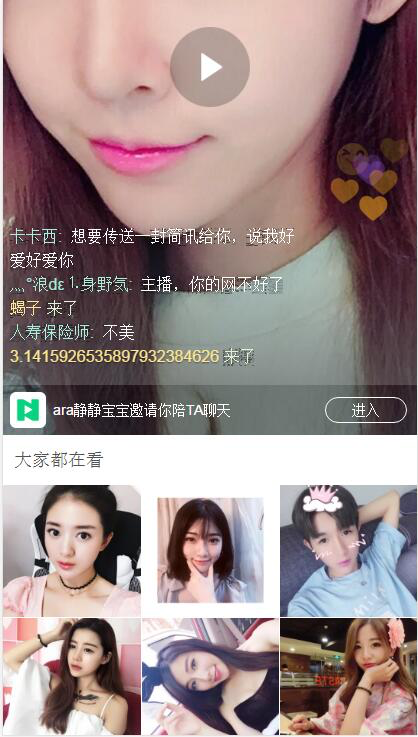 卡卡西: 想要传送一封简讯给你，说我好
爱好爱你
灬°浪dε⒈身野気: 主播，你的网不好了
蝎子 来了
人寿保险师: 不美
3.1415926535897932384626 来了
ara静静宝宝邀请你陪TA聊天
进入
大家都在看